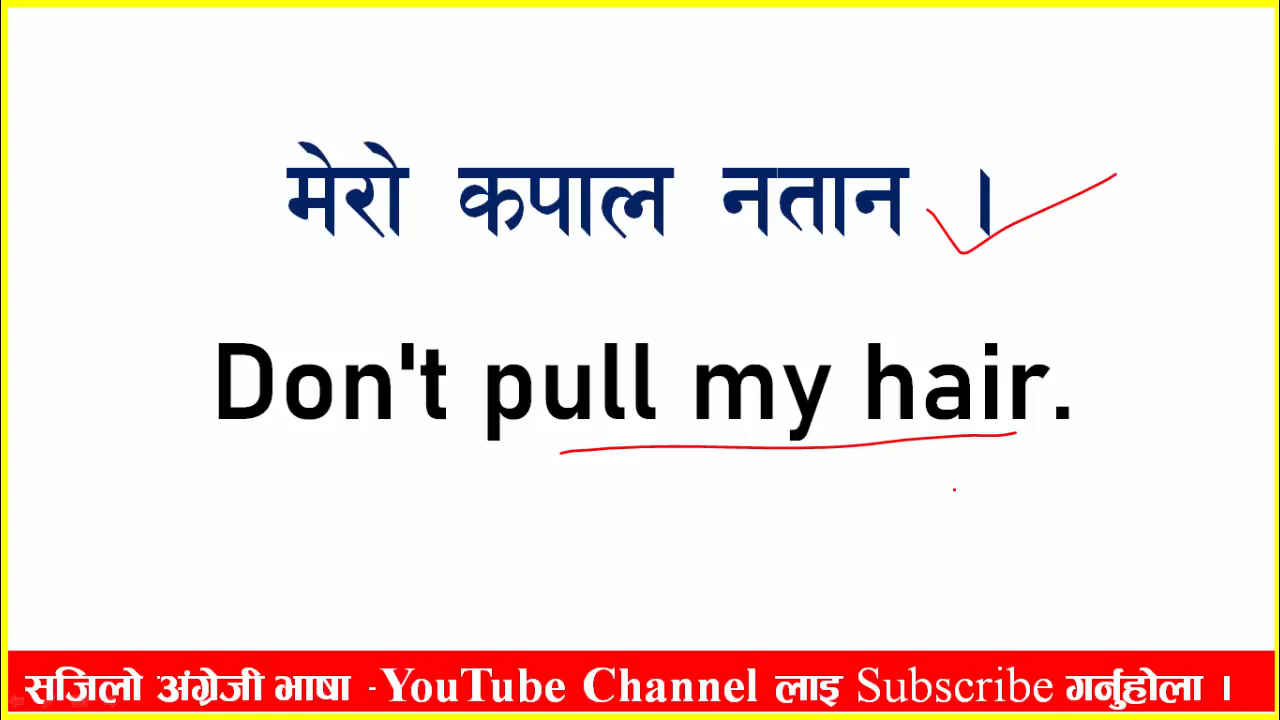 मेरो कपाल नतान ।
Don't pull my hair.
सजिलो अंग्रेजी भाषा -YouTube Channel लाइ Subscribe गर्नुहोला ।